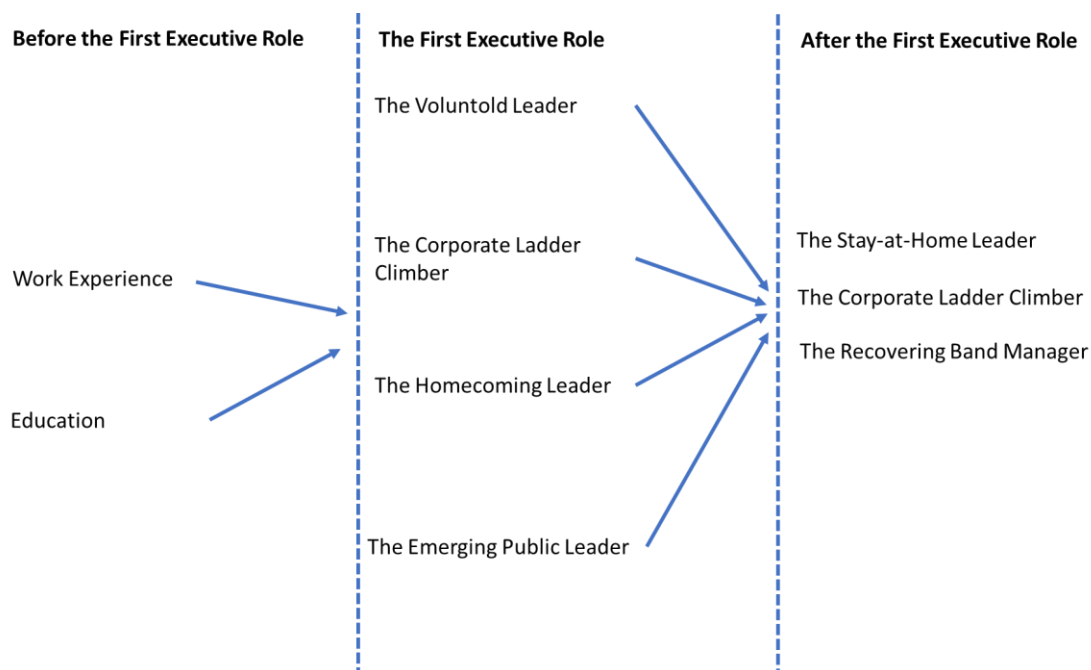 Before the First Executive Role
The First Executive Role
After the First Executive Role
The Voluntold Leader
The Corporate Ladder
Climber
The Homecoming Leader
The Emerging Public Leader
Work Experience
Education
The Stay-at-Home Leader
The Corporate Ladder Climber
The Recovering Band Manager